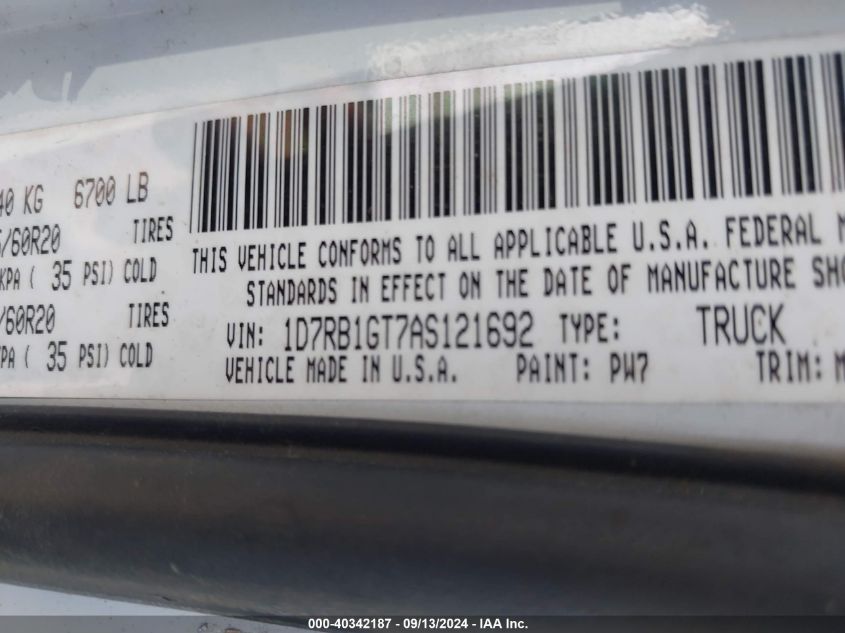 40 KG 6700 LB
/60R20 TIRES
KPA ( 35 PSI) COLD
/60R20 TIRES
PA ( 35 PSI) COLD
THIS VEHICLE CONFORMS TO ALL APPLICABLE U.S.A. FEDERAL M
STANDARDS IN EFFECT ON THE DATE OF MANUFACTURE SHO
VIN: 1D7RB1GT7AS121692 TYPE: TRUCK
VEHICLE MADE IN U.S.A. PAINT: PW7 TRIM: M
000-40342187 - 09/13/2024 - IAA Inc.